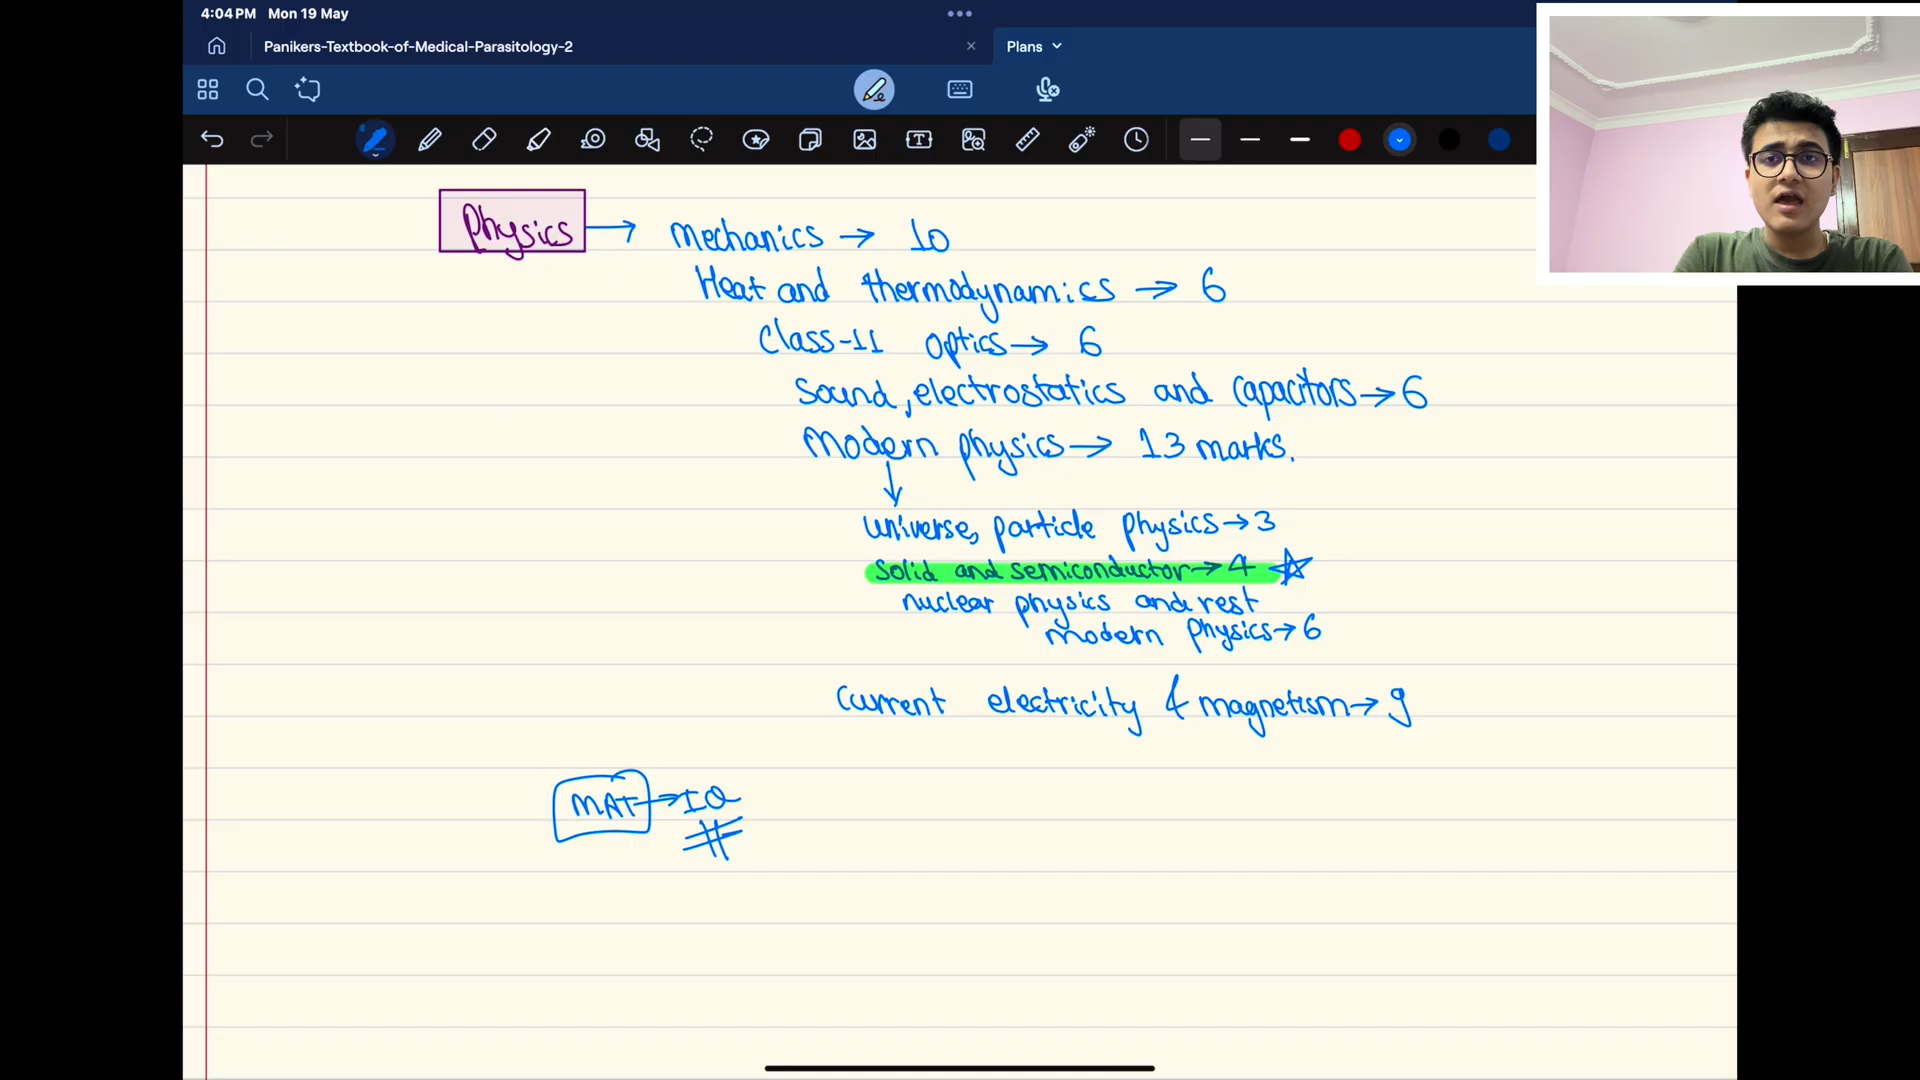 4:04 PM Mon 19 May
Panikers-Textbook-of-Medical-Parasitology-2
Plans
Physics → Mechanics → 10
Heat and thermodynamics → 6
Class-11 Optics → 6
Sound, electrostatics and capacitors → 6
Modern physics → 13 marks.
↓
universe, particle physics → 3
solid and semiconductor → 4 ☆
nuclear physics and rest
modern physics → 6
Current electricity & magnetism → 9
MAT → IQ